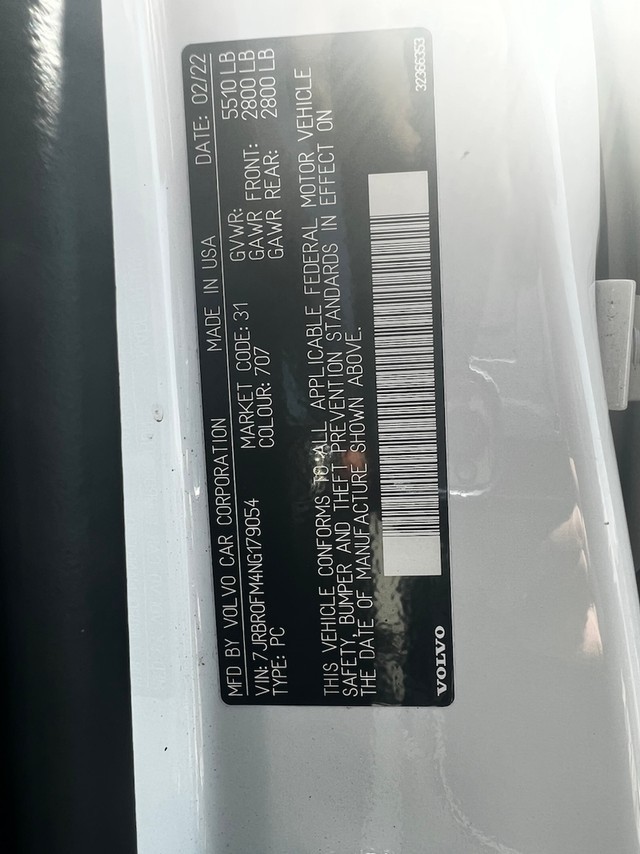 MFD BY VOLVO CAR CORPORATION MADE IN USA DATE: 02/22
VIN:7JRBR0FM4NG179054 MARKET CODE: 31 GVWR: 5510 LB
TYPE: PC COLOUR: 707 GAWR FRONT: 2800 LB
GAWR REAR: 2800 LB
THIS VEHICLE CONFORMS TO ALL APPLICABLE FEDERAL MOTOR VEHICLE
SAFETY, BUMPER AND THEFT PREVENTION STANDARDS IN EFFECT ON
THE DATE OF MANUFACTURE SHOWN ABOVE.
VOLVO
32366353